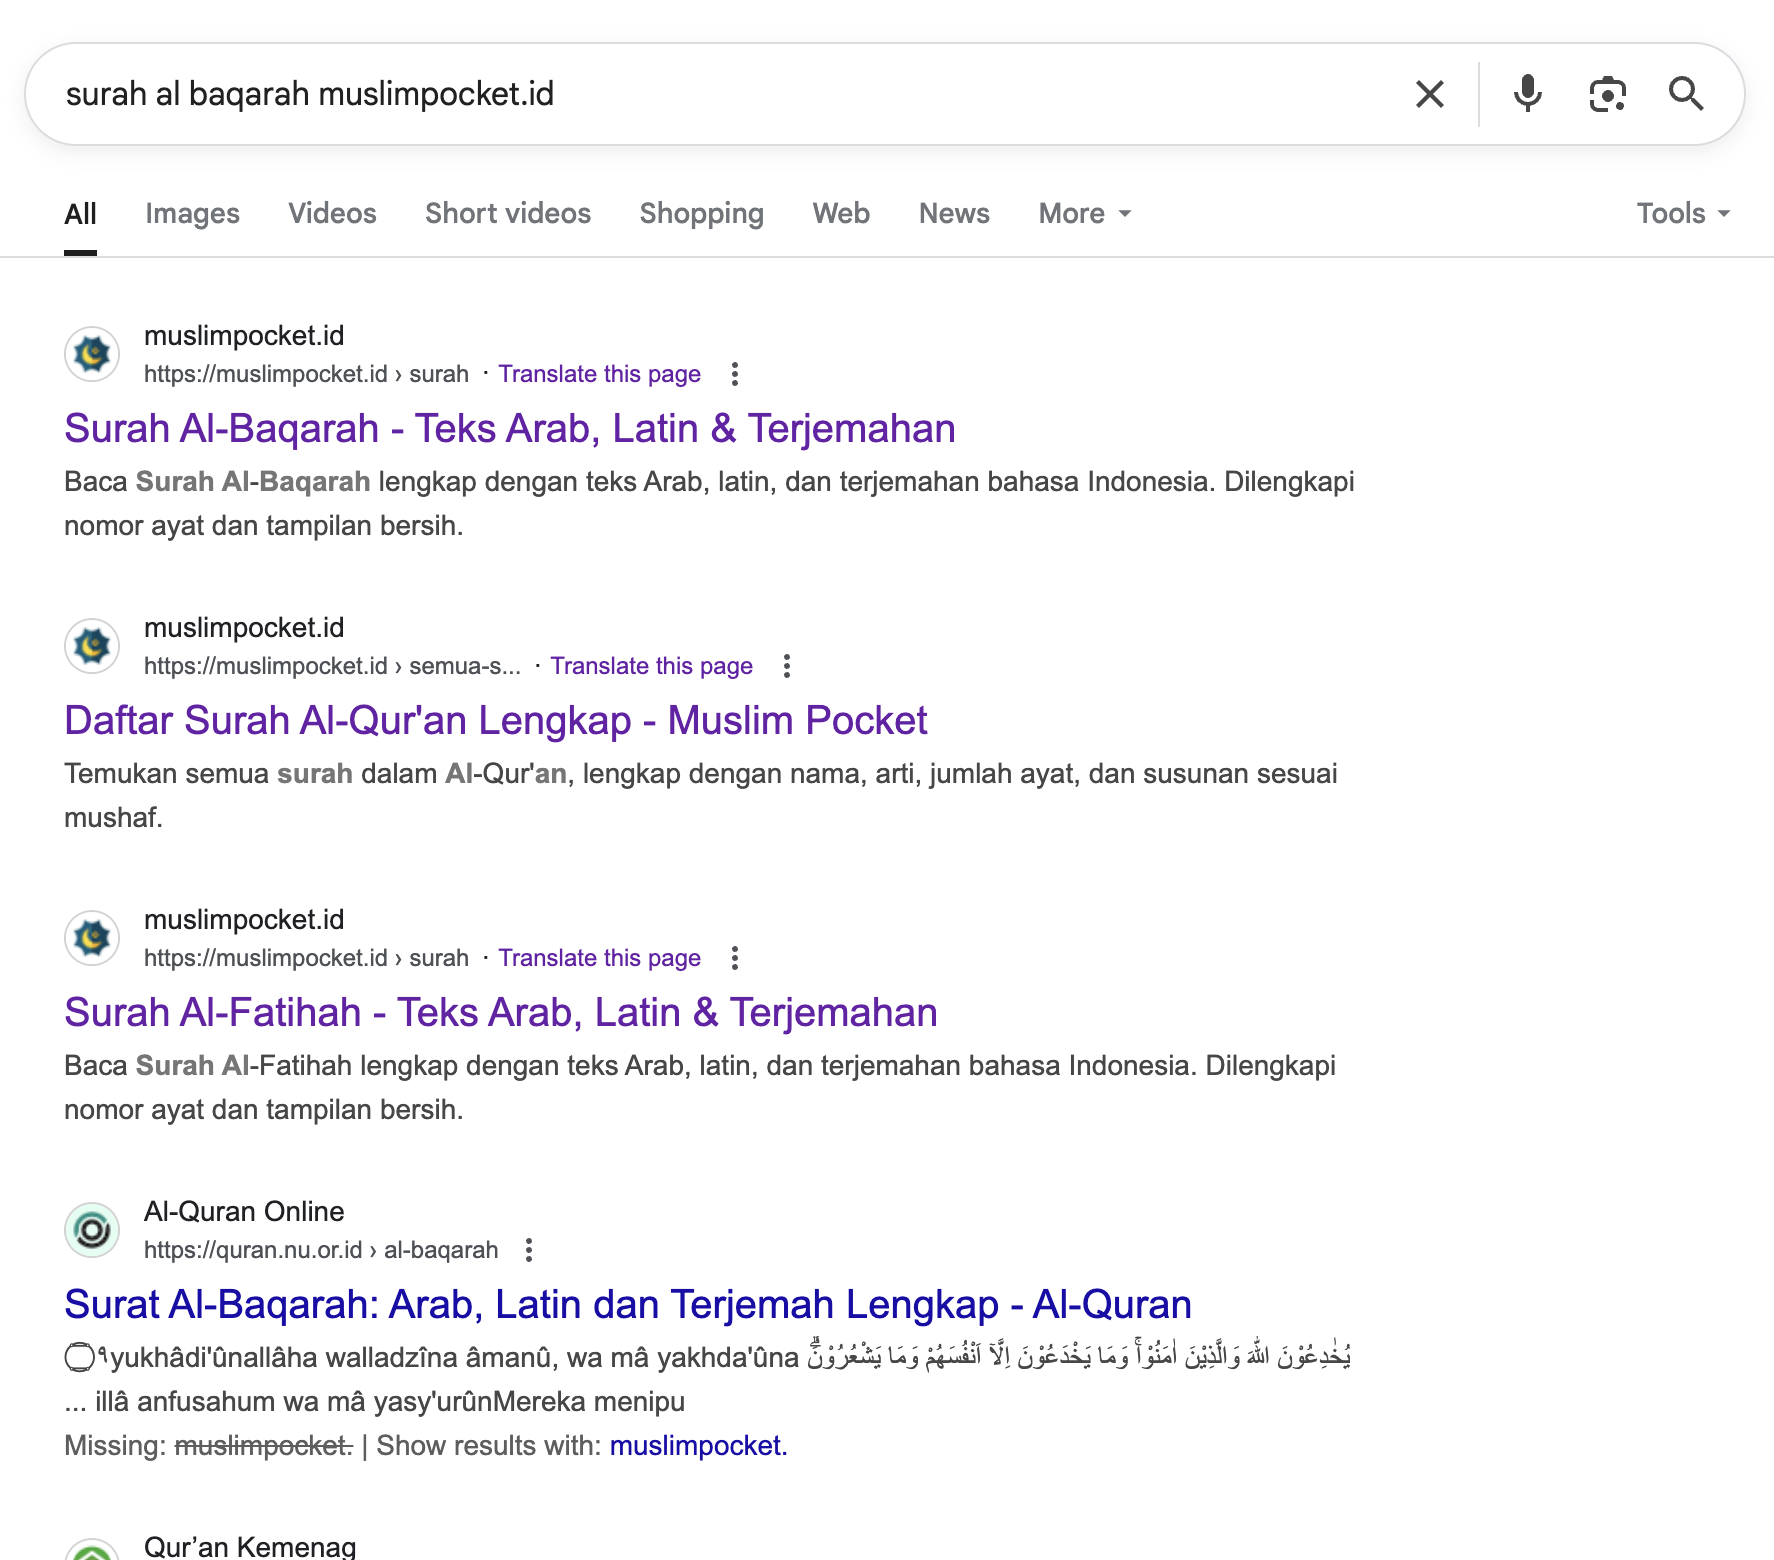 surah al baqarah muslimpocket.id
All Images Videos Short videos Shopping Web News More Tools
muslimpocket.id
https://muslimpocket.id › surah · Translate this page
Surah Al-Baqarah - Teks Arab, Latin & Terjemahan
Baca Surah Al-Baqarah lengkap dengan teks Arab, latin, dan terjemahan bahasa Indonesia. Dilengkapi
nomor ayat dan tampilan bersih.
muslimpocket.id
https://muslimpocket.id › semua-s... · Translate this page
Daftar Surah Al-Qur'an Lengkap - Muslim Pocket
Temukan semua surah dalam Al-Qur'an, lengkap dengan nama, arti, jumlah ayat, dan susunan sesuai
mushaf.
muslimpocket.id
https://muslimpocket.id › surah · Translate this page
Surah Al-Fatihah - Teks Arab, Latin & Terjemahan
Baca Surah Al-Fatihah lengkap dengan teks Arab, latin, dan terjemahan bahasa Indonesia. Dilengkapi
nomor ayat dan tampilan bersih.
Al-Quran Online
https://quran.nu.or.id › al-baqarah
Surat Al-Baqarah: Arab, Latin dan Terjemah Lengkap - Al-Quran
۝٩yukhâdi'ûnallâha walladzîna âmanû, wa mâ yakhda'ûna يُخٰدِعُوْنَ اللّٰهَ وَالَّذِيْنَ اٰمَنُوْاۚ وَمَا يَخْدَعُوْنَ اِلَّآ اَنْفُسَهُمْ وَمَا يَشْعُرُوْنَۗ
... illâ anfusahum wa mâ yasy'urûnMereka menipu
Missing: muslimpocket. | Show results with: muslimpocket.
Qur’an Kemenag